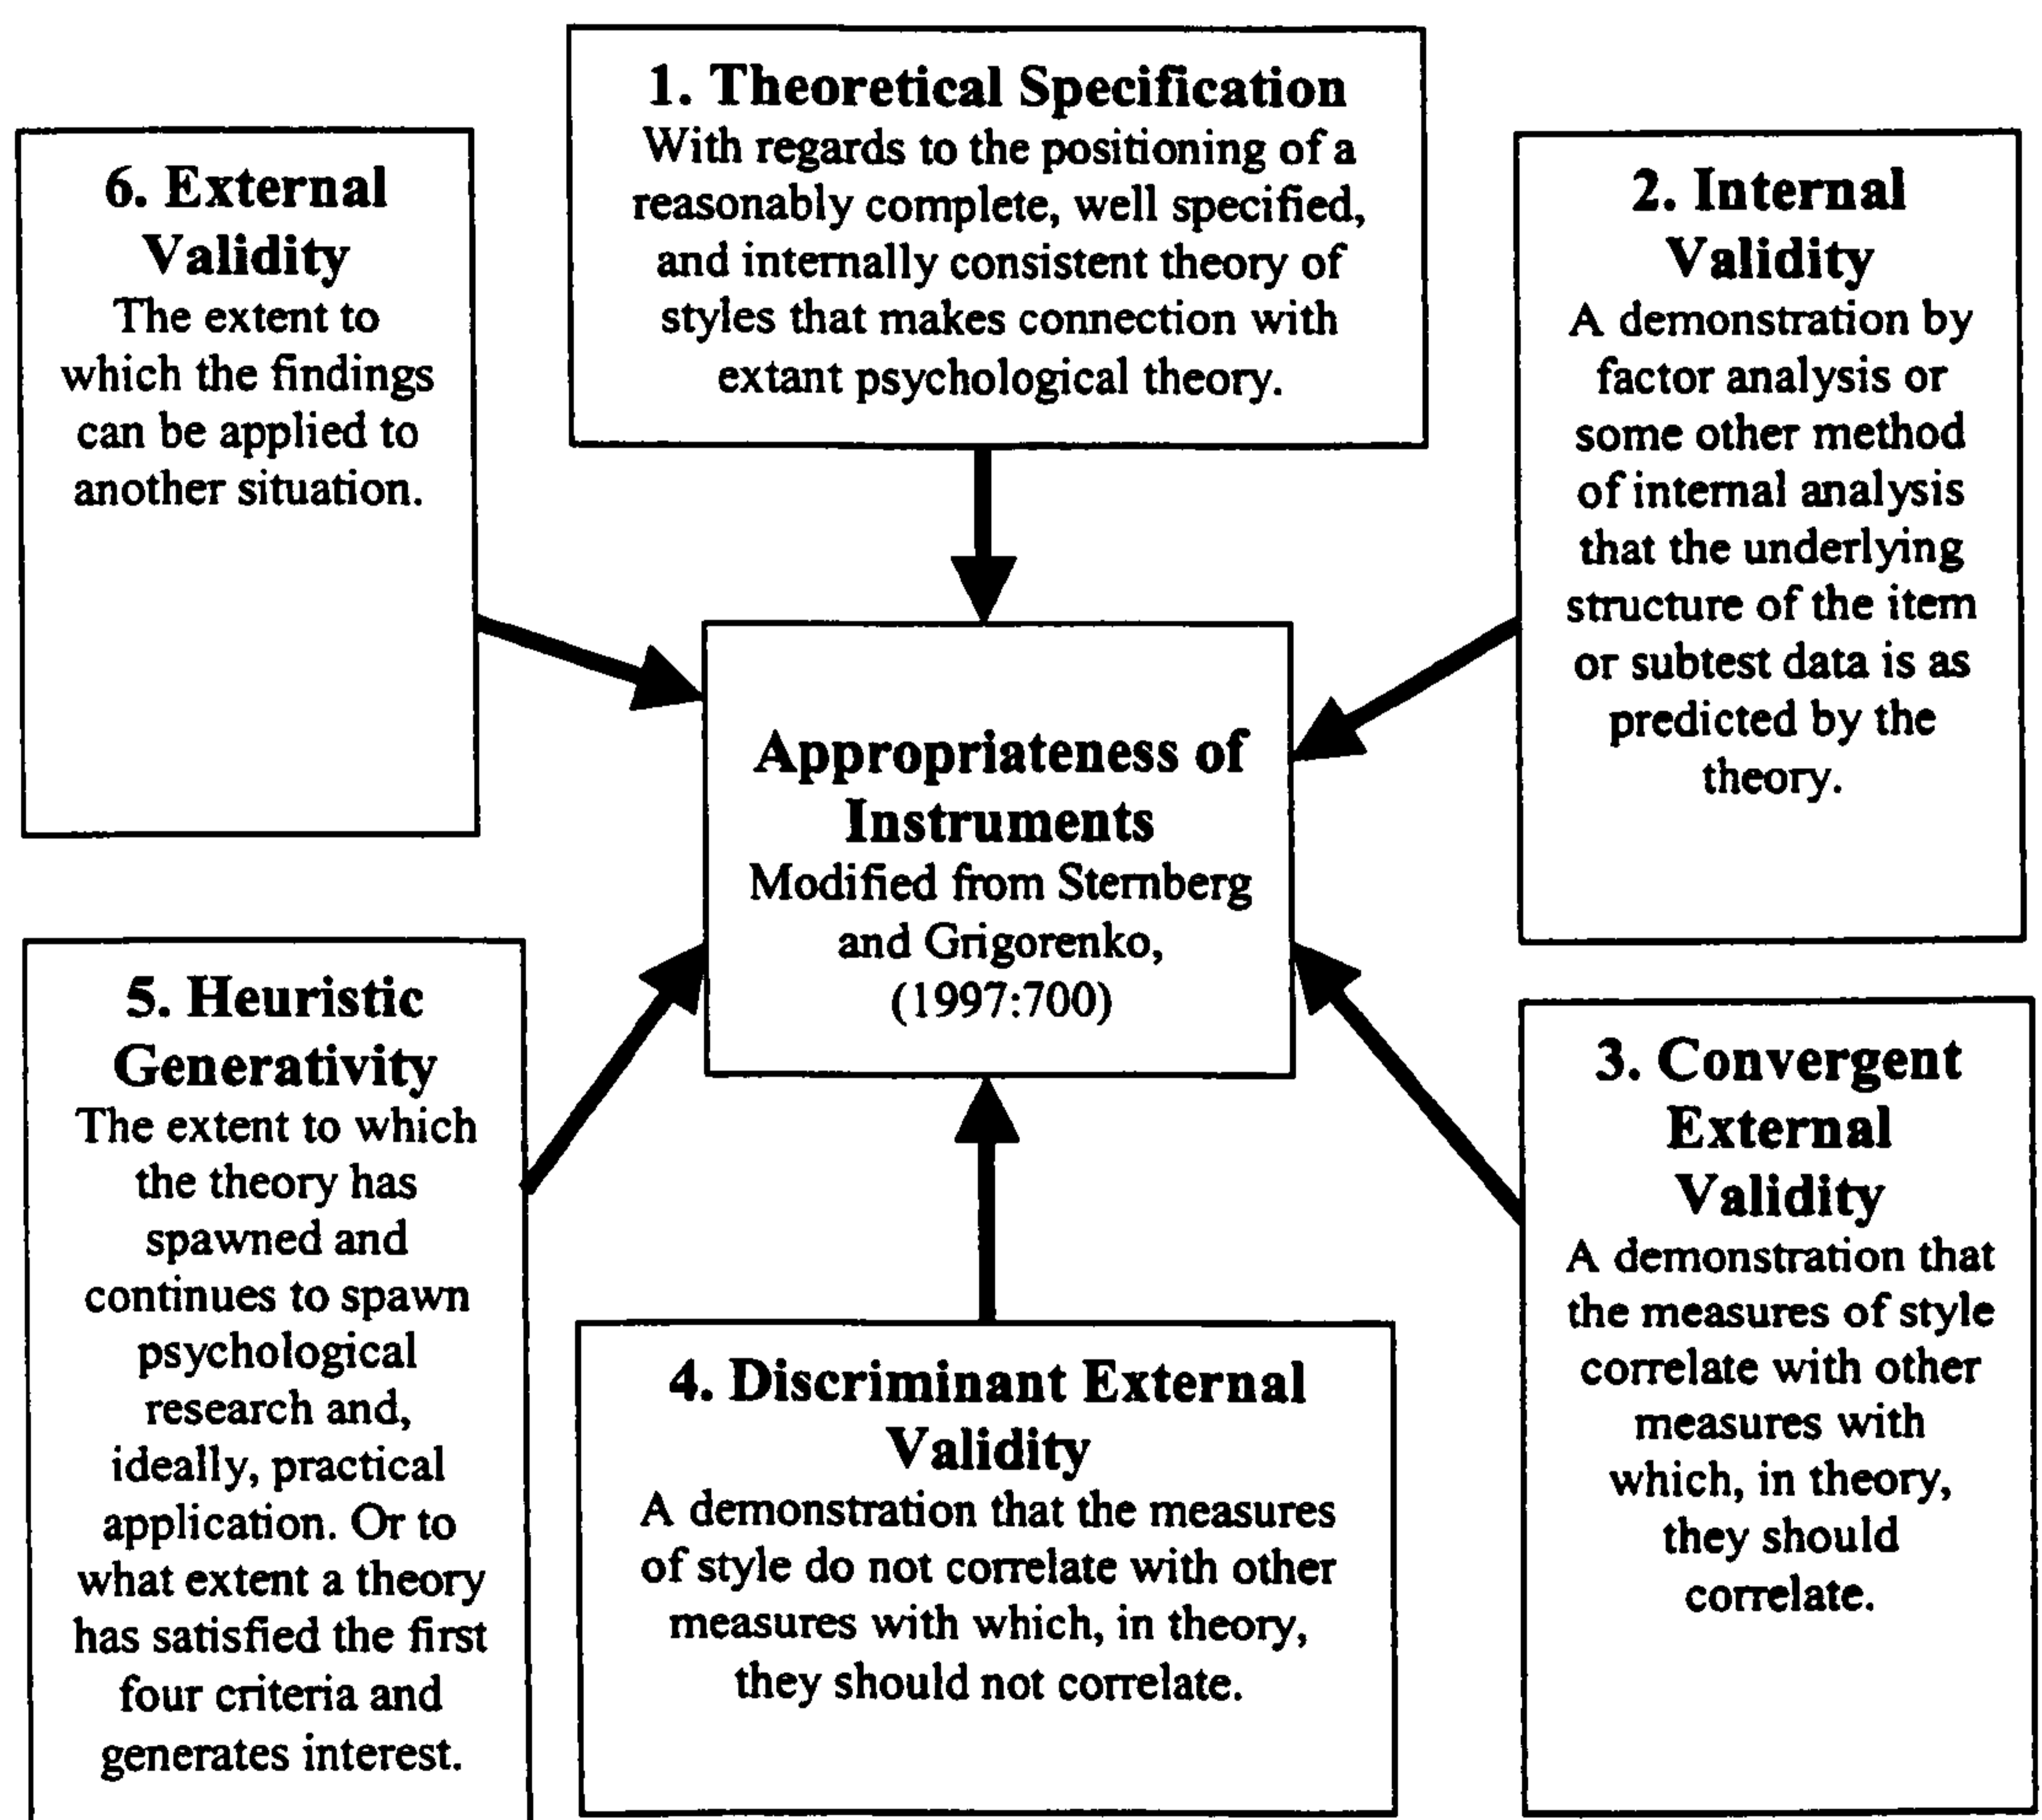 1. Theoretical Specification
With regards to the positioning of a
reasonably complete, well specified,
and internally consistent theory of
styles that makes connection with
extant psychological theory.
2. Internal
Validity
A demonstration by
factor analysis or
some other method
of internal analysis
that the underlying
structure of the item
or subtest data is as
predicted by the
theory.
3. Convergent
External
Validity
A demonstration that
the measures of style
correlate with other
measures with
which, in theory,
they should
correlate.
4. Discriminant External
Validity
A demonstration that the measures
of style do not correlate with other
measures with which, in theory,
they should not correlate.
5. Heuristic
Generativity
The extent to which
the theory has
spawned and
continues to spawn
psychological
research and,
ideally, practical
application. Or to
what extent a theory
has satisfied the first
four criteria and
generates interest.
6. External
Validity
The extent to
which the findings
can be applied to
another situation.
Appropriateness of
Instruments
Modified from Sternberg
and Grigorenko,
(1997:700)